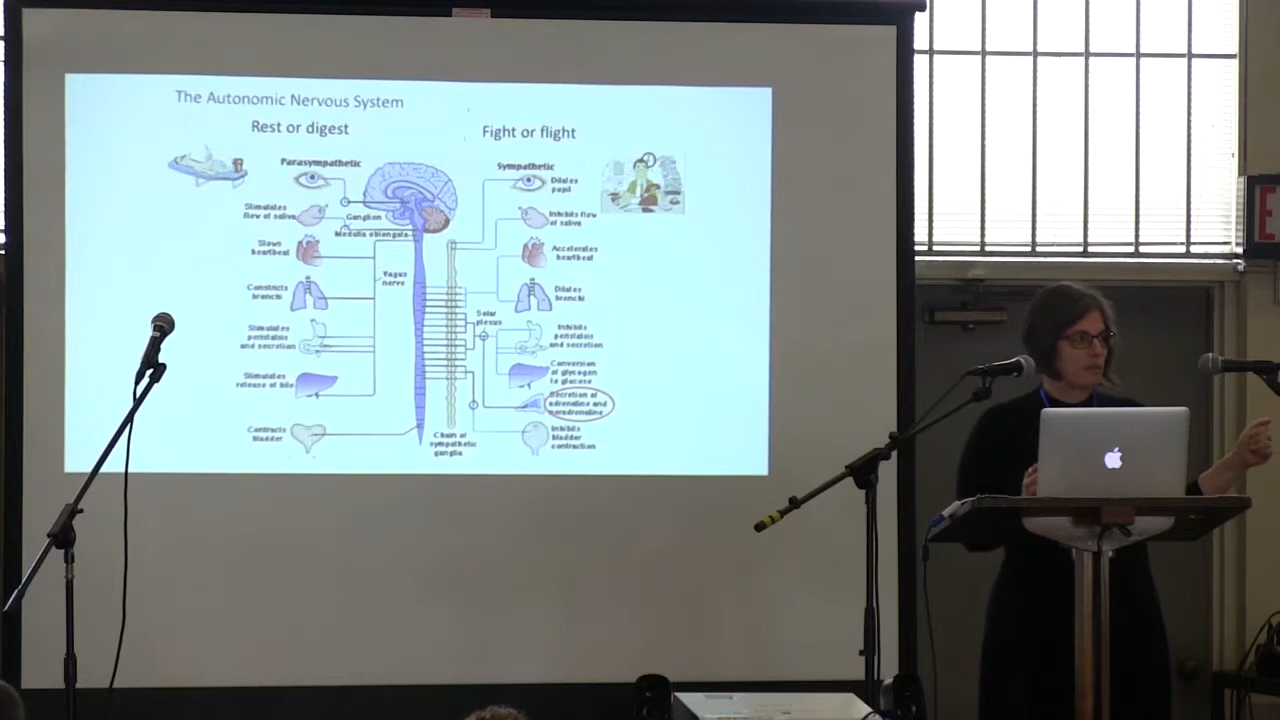 The Autonomic Nervous System
Rest or digest
Fight or flight
Parasympathetic
Stimulates
flow of saliva
Ganglion
Medulla oblongata
Slows
heartbeat
Vagus
nerve
Constricts
bronchi
Stimulates
peristalsis
and secretion
Stimulates
release of bile
Contracts
bladder
Sympathetic
Dilates
pupil
Inhibits flow
of saliva
Accelerates
heartbeat
Dilates
bronchi
Solar
plexus
Inhibits
peristalsis
and secretion
Conversion
of glycogen
to glucose
Secretion of
adrenaline and
noradrenaline
Inhibits
bladder
contraction
Chain of
sympathetic
ganglia
E